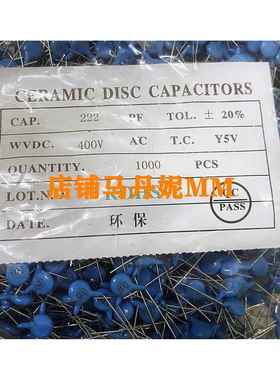 CERAMIC DISC CAPACITORS
CAP. 222 PF TOL. ± 20%
WVDC. 400V AC T.C. Y5V
QUANTITY. 1000 PCS
店铺马丹妮MM
LOT.NO.
PASS
DATE. 环保